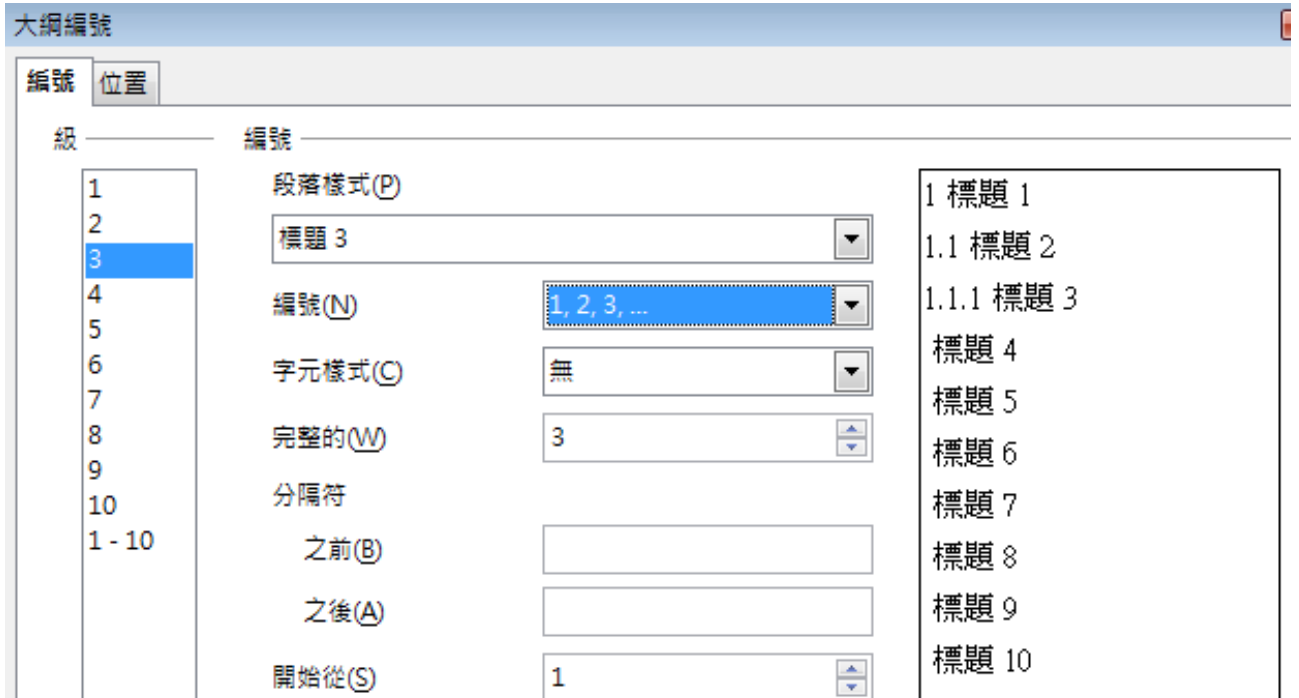 大綱編號
編號 位置
級 編號
1
2
3
4
5
6
7
8
9
10
1 - 10
段落樣式(P)
標題 3
編號(N) 1, 2, 3, ...
字元樣式(C) 無
完整的(W) 3
分隔符
之前(B)
之後(A)
開始從(S) 1
1 標題 1
1.1 標題 2
1.1.1 標題 3
標題 4
標題 5
標題 6
標題 7
標題 8
標題 9
標題 10